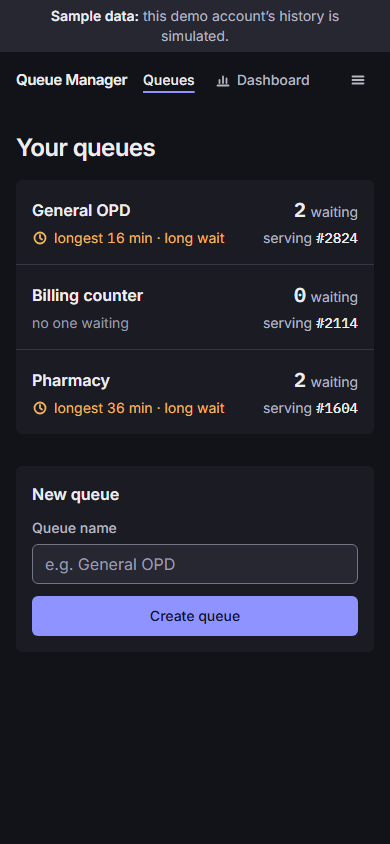 Sample data: this demo account’s history is
simulated.
Queue Manager Queues Dashboard
Your queues
General OPD 2 waiting
longest 16 min · long wait serving #2824
Billing counter 0 waiting
no one waiting serving #2114
Pharmacy 2 waiting
longest 36 min · long wait serving #1604
New queue
Queue name
e.g. General OPD
Create queue